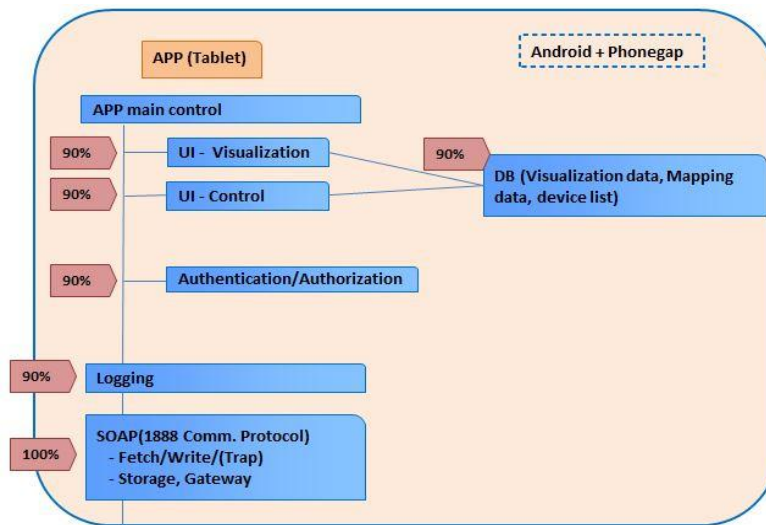 APP (Tablet)
Android + Phonegap
APP main control
90%
UI - Visualization
90%
DB (Visualization data, Mapping
data, device list)
90%
UI - Control
90%
Authentication/Authorization
90%
Logging
100%
SOAP(1888 Comm. Protocol)
- Fetch/Write/(Trap)
- Storage, Gateway